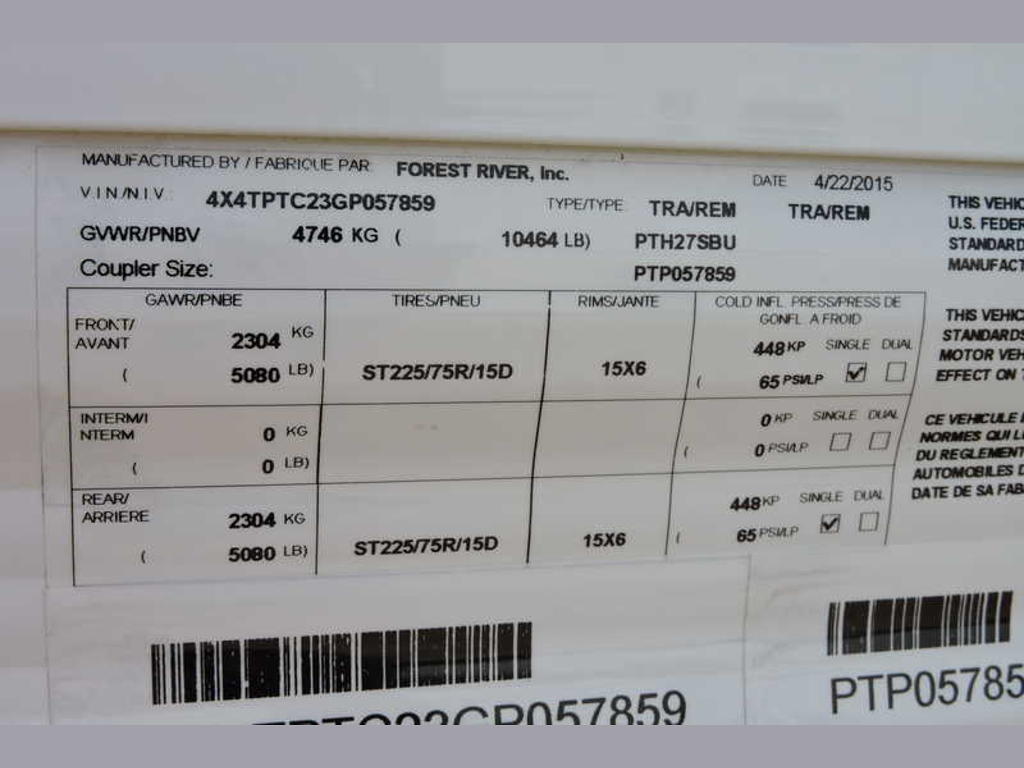 MANUFACTURED BY / FABRIQUE PAR FOREST RIVER, Inc. DATE 4/22/2015
V.I.N/N.I.V. 4X4TPTC23GP057859 TYPE/TYPE TRA/REM TRA/REM
GVWR/PNBV 4746 KG ( 10464 LB) PTH27SBU
Coupler Size: PTP057859
GAWR/PNBE TIRES/PNEU RIMS/JANTE COLD INFL. PRESS/PRESS DE
GONFL. A FROID
FRONT/
AVANT 2304 KG 448 KP SINGLE DUAL
( 5080 LB) ST225/75R/15D 15X6 ( 65 PSI/LP
INTERM/I
NTERM 0 KG 0 KP SINGLE DUAL
( 0 LB) ( 0 PSI/LP
REAR/
ARRIERE 2304 KG 448 KP SINGLE DUAL
( 5080 LB) ST225/75R/15D 15X6 ( 65 PSI/LP
THIS VEHIC
U.S. FEDER
STANDARD
MANUFACT
THIS VEHIC
STANDARDS
MOTOR VEH
EFFECT ON
CE VEHICULE
NORMES QUI L
DU REGLEMENT
AUTOMOBILES D
DATE DE SA FAB
TPTC23GP057859
PTP05785